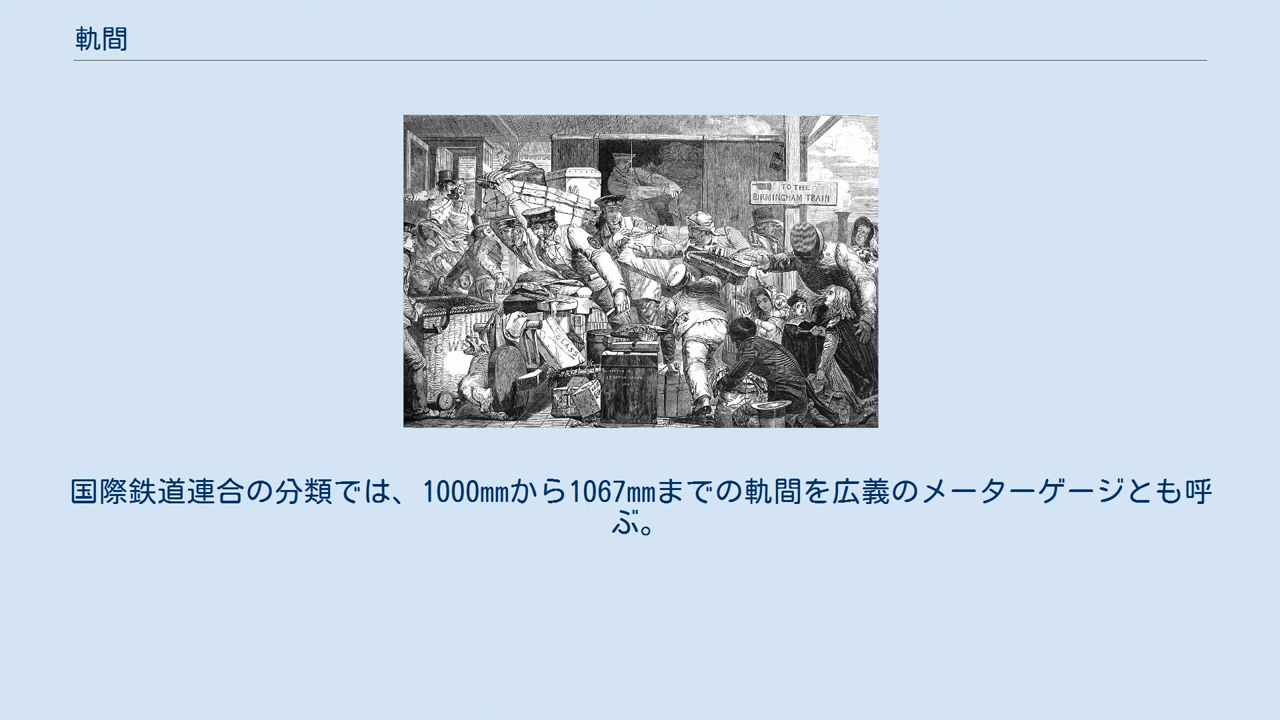 軌間
TO THE
BIRMINGHAM TRAIN
GLASS
国際鉄道連合の分類では、1000mmから1067mmまでの軌間を広義のメーターゲージとも呼
ぶ。